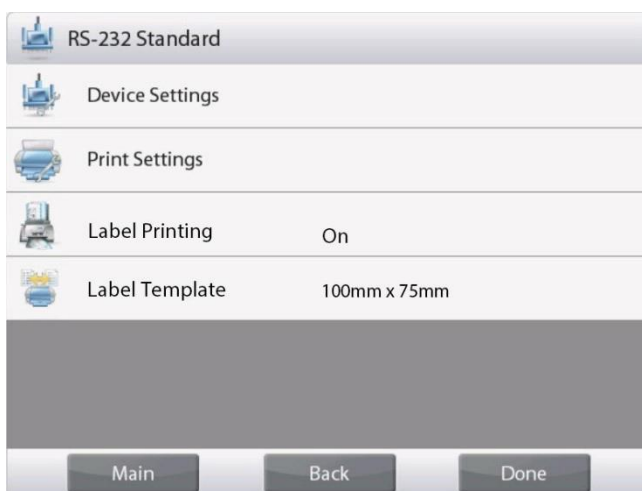 RS-232 Standard
Device Settings
Print Settings
Label Printing On
Label Template 100mm x 75mm
Main Back Done